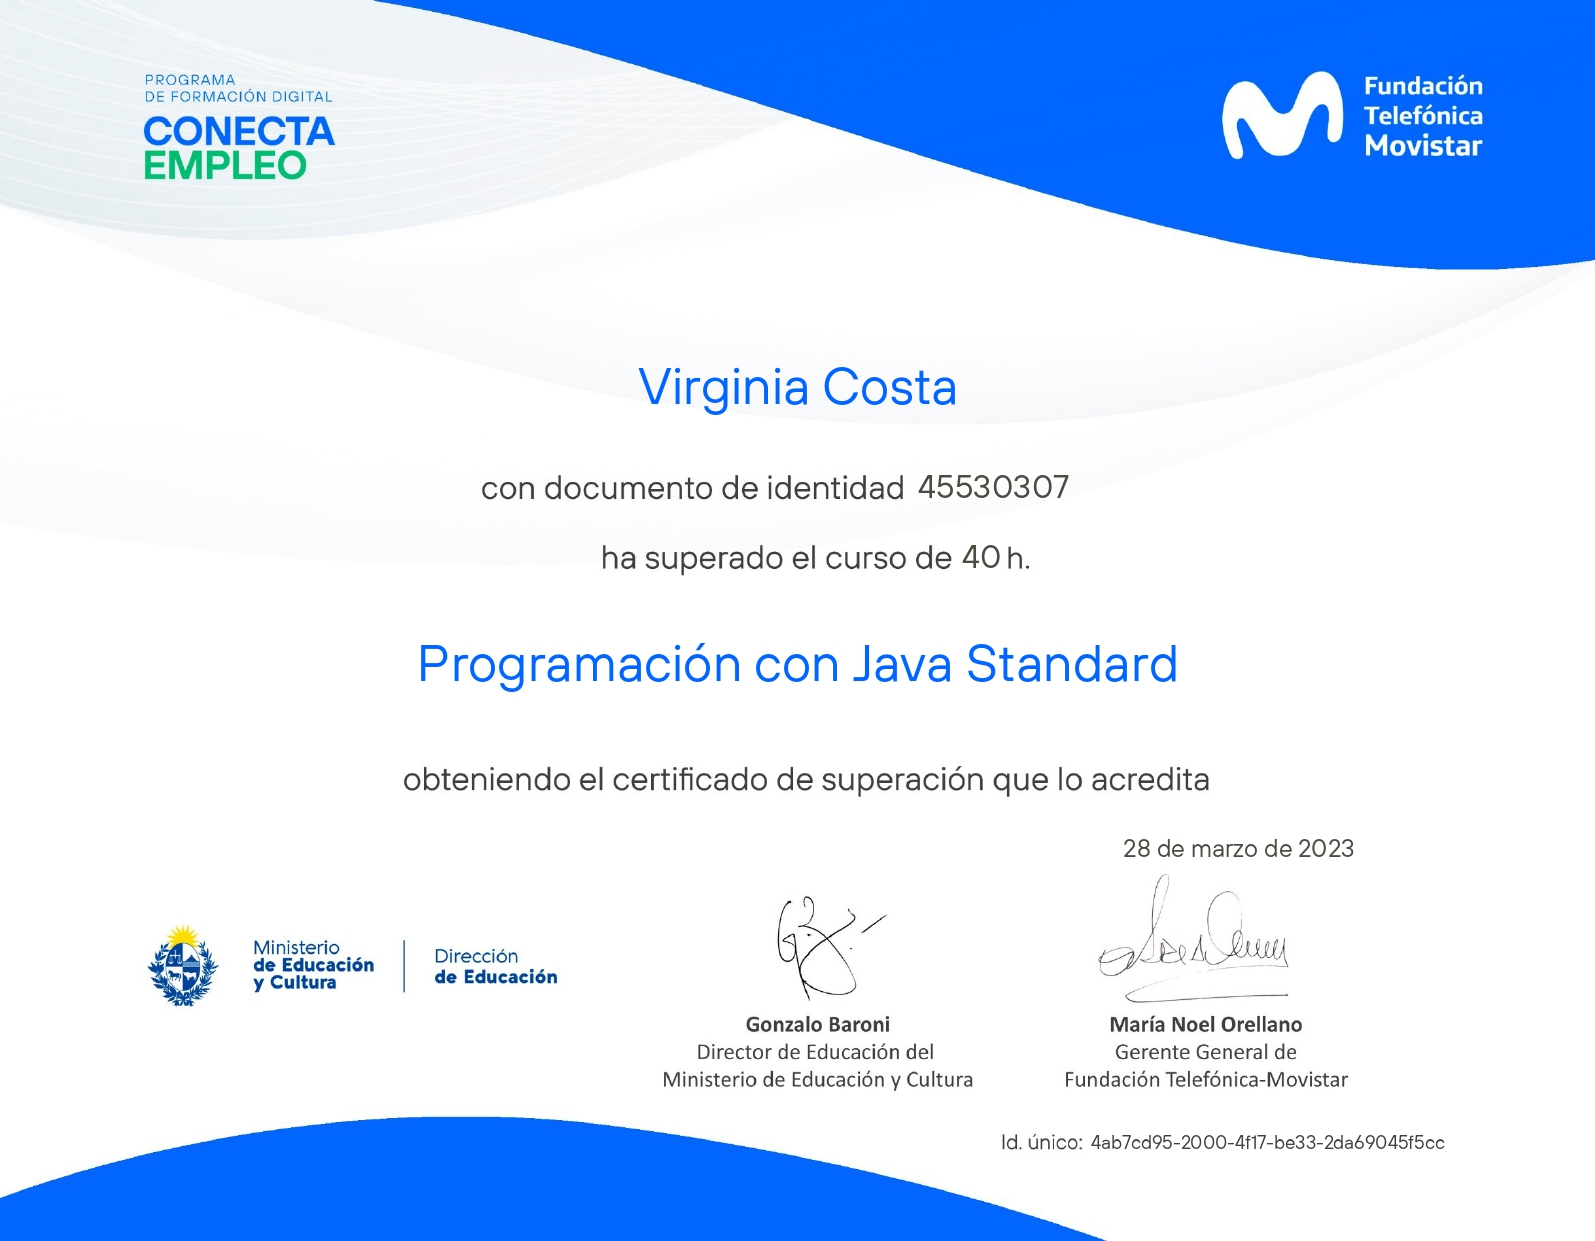 PROGRAMA
DE FORMACIÓN DIGITAL
CONECTA
EMPLEO
Fundación
Telefónica
Movistar
Virginia Costa
con documento de identidad 45530307
ha superado el curso de 40 h.
Programación con Java Standard
obteniendo el certificado de superación que lo acredita
28 de marzo de 2023
Ministerio
de Educación
y Cultura
Dirección
de Educación
Gonzalo Baroni
Director de Educación del
Ministerio de Educación y Cultura
María Noel Orellano
Gerente General de
Fundación Telefónica-Movistar
Id. único: 4ab7cd95-2000-4f17-be33-2da69045f5cc